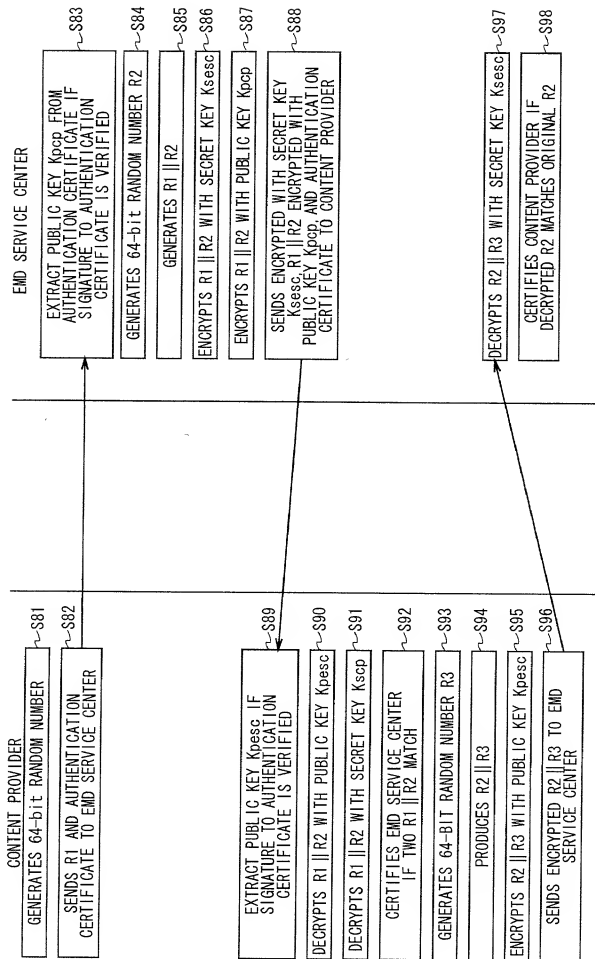 CONTENT PROVIDER
GENERATES 64-bit RANDOM NUMBER
S81
SENDS R1 AND AUTHENTICATION
CERTIFICATE TO EMD SERVICE CENTER
S82
EMD SERVICE CENTER
EXTRACT PUBLIC KEY Kpcp FROM
AUTHENTICATION CERTIFICATE IF
SIGNATURE TO AUTHENTICATION
CERTIFICATE IS VERIFIED
S83
GENERATES 64-bit RANDOM NUMBER R2
S84
GENERATES R1 || R2
S85
ENCRYPTS R1 || R2 WITH SECRET KEY Ksesc
S86
ENCRYPTS R1 || R2 WITH PUBLIC KEY Kpcp
S87
SENDS ENCRYPTED WITH SECRET KEY
Ksesc, R1 || R2 ENCRYPTED WITH
PUBLIC KEY Kpcp, AND AUTHENTICATION
CERTIFICATE TO CONTENT PROVIDER
S88
EXTRACT PUBLIC KEY Kpesc IF
SIGNATURE TO AUTHENTICATION
CERTIFICATE IS VERIFIED
S89
DECRYPTS R1 || R2 WITH PUBLIC KEY Kpesc
S90
DECRYPTS R1 || R2 WITH SECRET KEY Kscp
S91
CERTIFIES EMD SERVICE CENTER
IF TWO R1 || R2 MATCH
S92
GENERATES 64-BIT RANDOM NUMBER R3
S93
PRODUCES R2 || R3
S94
ENCRYPTS R2 || R3 WITH PUBLIC KEY Kpesc
S95
SENDS ENCRYPTED R2 || R3 TO EMD
SERVICE CENTER
S96
DECRYPTS R2 || R3 WITH SECRET KEY Ksesc
S97
CERTIFIES CONTENT PROVIDER IF
DECRYPTED R2 MATCHES ORIGINAL R2
S98